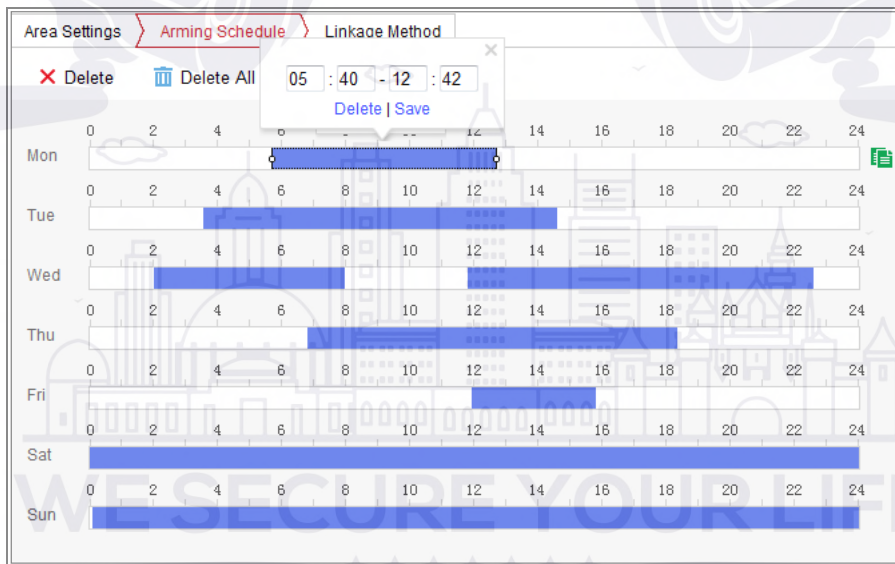 Area Settings Arming Schedule Linkage Method
Delete Delete All
05 : 40 - 12 : 42
Delete | Save
0 2 4 6 8 10 12 14 16 18 20 22 24
Mon
0 2 4 6 8 10 12 14 16 18 20 22 24
Tue
0 2 4 6 8 10 12 14 16 18 20 22 24
Wed
0 2 4 6 8 10 12 14 16 18 20 22 24
Thu
0 2 4 6 8 10 12 14 16 18 20 22 24
Fri
0 2 4 6 8 10 12 14 16 18 20 22 24
Sat
0 2 4 6 8 10 12 14 16 18 20 22 24
Sun
WE SECURE YOUR LIF